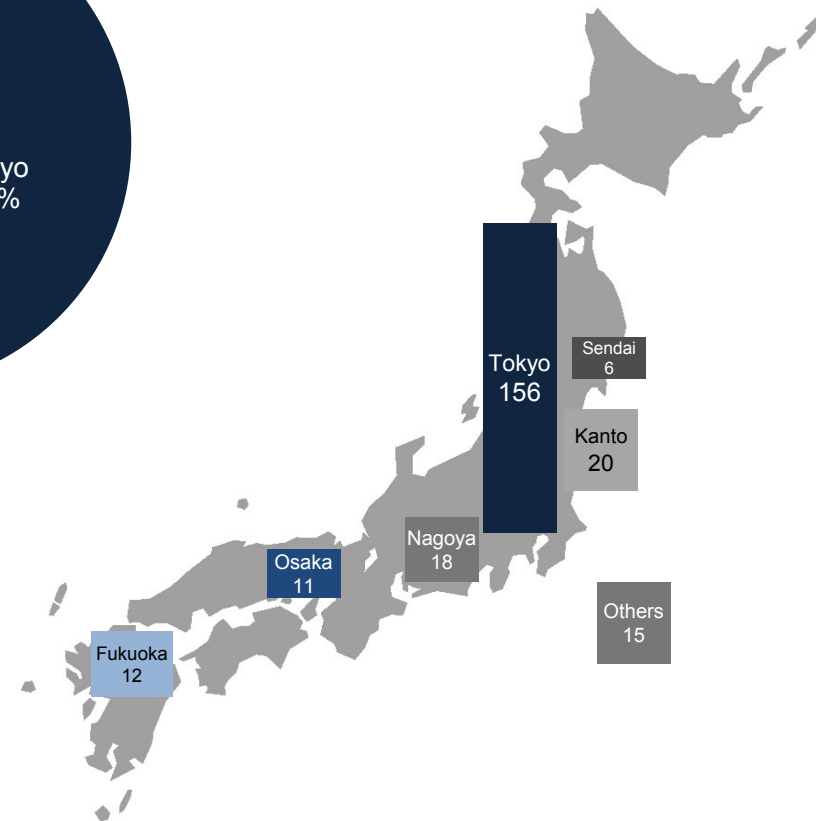 yo
%
Tokyo
156
Sendai
6
Kanto
20
Nagoya
18
Osaka
11
Others
15
Fukuoka
12